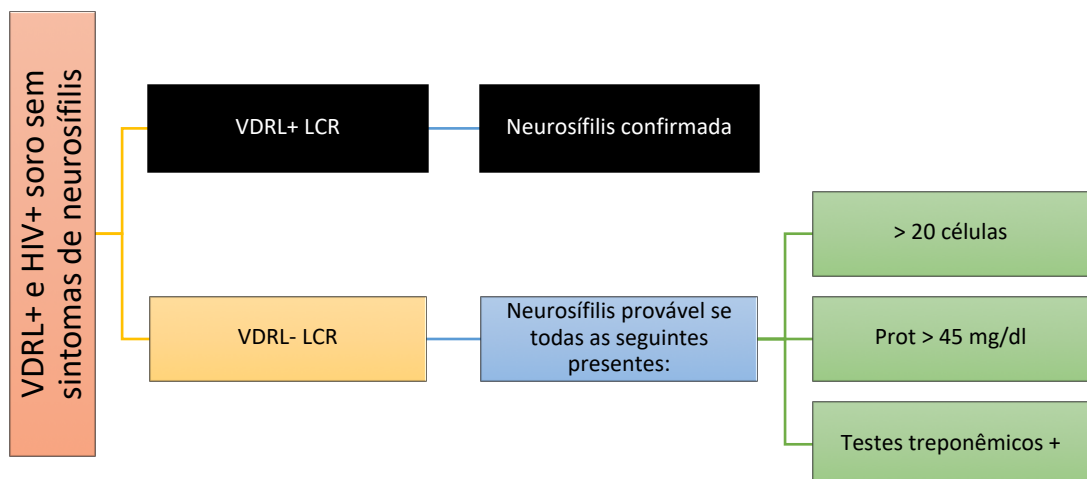 VDRL+ e HIV+ soro sem
sintomas de neurosífilis
VDRL+ LCR
Neurosífilis confirmada
VDRL- LCR
Neurosífilis provável se
todas as seguintes
presentes:
> 20 células
Prot > 45 mg/dl
Testes treponêmicos +